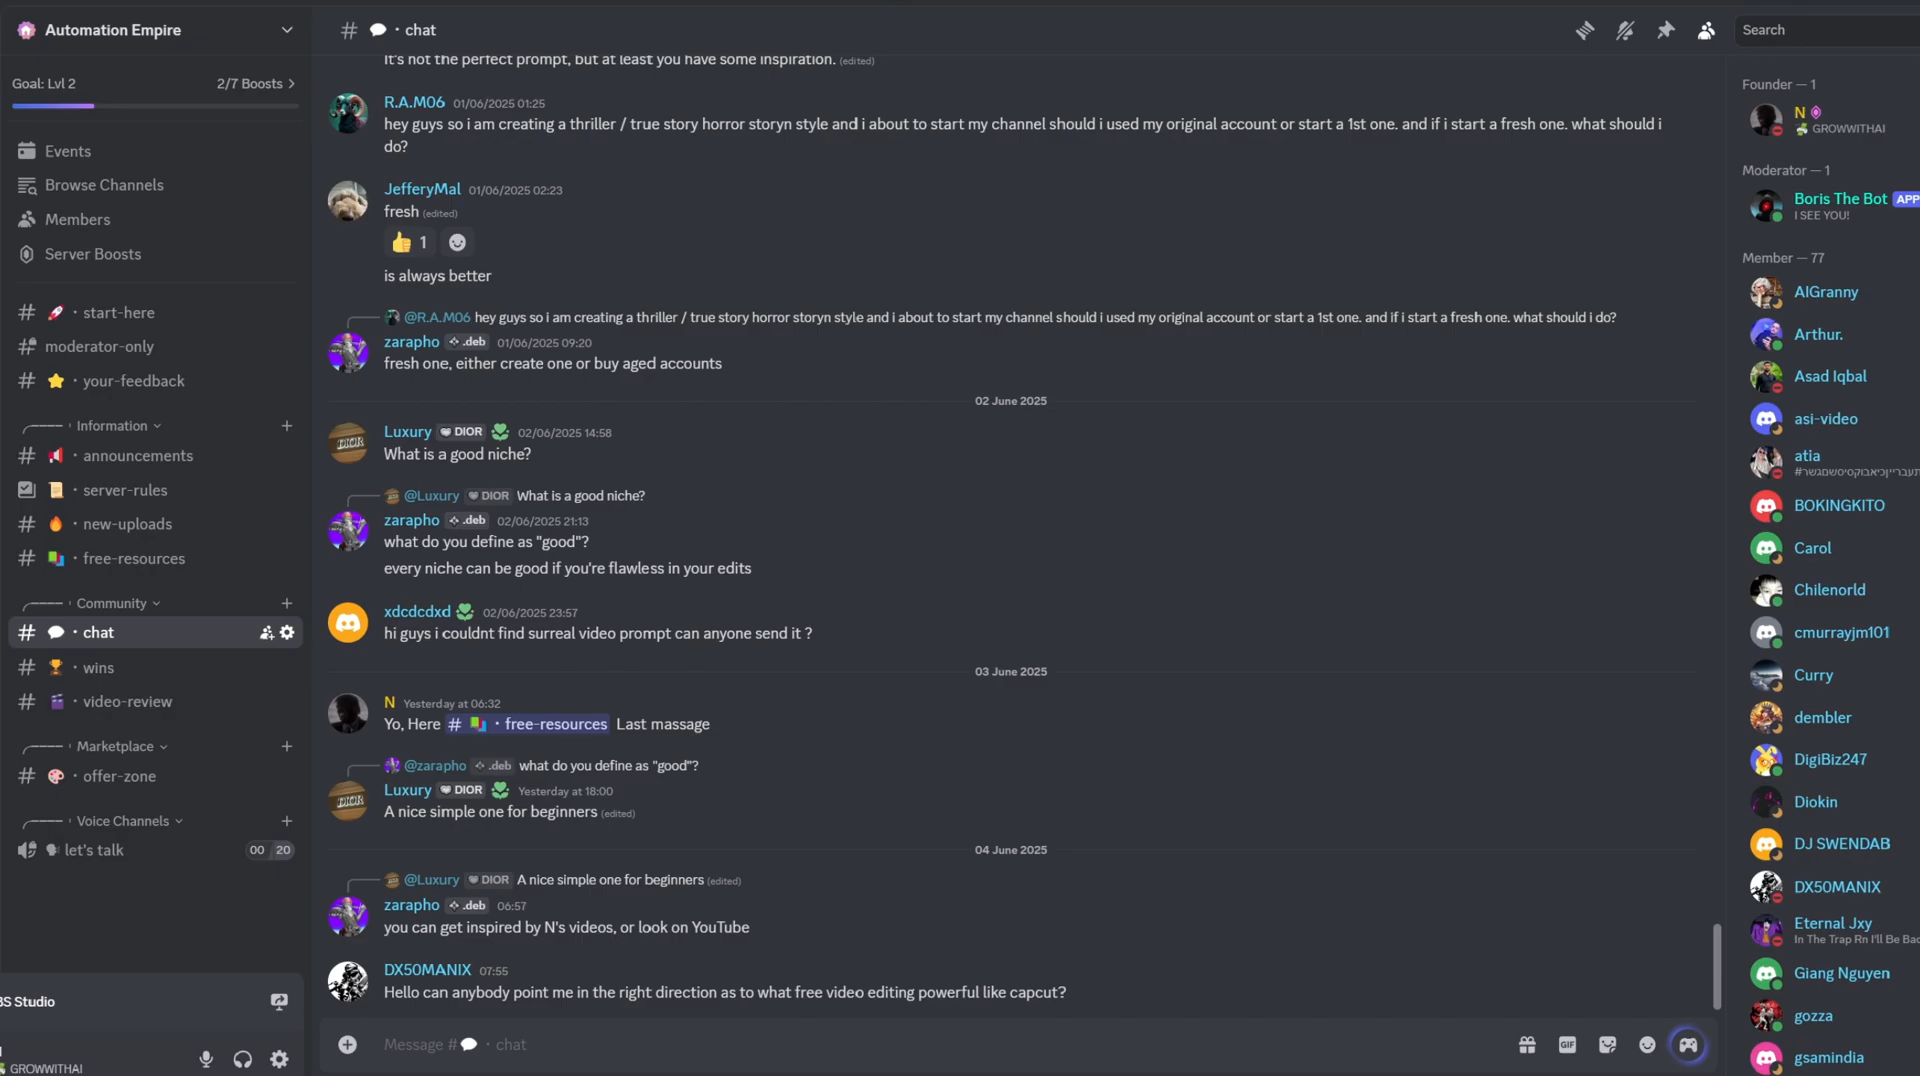 Automation Empire
Goal: Lvl 2
2/7 Boosts
Events
Browse Channels
Members
Server Boosts
start-here
moderator-only
your-feedback
Information
announcements
server-rules
new-uploads
free-resources
Community
chat
wins
video-review
Marketplace
offer-zone
Voice Channels
let's talk
00 20
BS Studio
GROWWITHAI
chat
It's not the perfect prompt, but at least you have some inspiration. (edited)
R.A.M06 01/06/2025 01:25
hey guys so i am creating a thriller / true story horror storyn style and i about to start my channel should i used my original account or start a 1st one. and if i start a fresh one. what should i
do?
JefferyMal 01/06/2025 02:23
fresh (edited)
1
is always better
@R.A.M06 hey guys so i am creating a thriller / true story horror storyn style and i about to start my channel should i used my original account or start a 1st one. and if i start a fresh one. what should i do?
zarapho .deb 01/06/2025 09:20
fresh one, either create one or buy aged accounts
02 June 2025
Luxury DIOR 02/06/2025 14:58
What is a good niche?
@Luxury DIOR What is a good niche?
zarapho .deb 02/06/2025 21:13
what do you define as "good"?
every niche can be good if you're flawless in your edits
xdcdcdxd 02/06/2025 23:57
hi guys i couldnt find surreal video prompt can anyone send it ?
03 June 2025
N Yesterday at 06:32
Yo, Here # · free-resources Last massage
@zarapho .deb what do you define as "good"?
Luxury DIOR Yesterday at 18:00
A nice simple one for beginners (edited)
04 June 2025
@Luxury DIOR A nice simple one for beginners (edited)
zarapho .deb 06:57
you can get inspired by N's videos, or look on YouTube
DX50MANIX 07:55
Hello can anybody point me in the right direction as to what free video editing powerful like capcut?
Message # · chat
GIF
Search
Founder — 1
N
GROWWITHAI
Moderator — 1
Boris The Bot APP
I SEE YOU!
Member — 77
AIGranny
Arthur.
Asad Iqbal
asi-video
atia
BOKINGKITO
Carol
Chilenorld
cmurrayjm101
Curry
dembler
DigiBiz247
Diokin
DJ SWENDAB
DX50MANIX
Eternal Jxy
In The Trap Rn I'll Be Bac
Giang Nguyen
gozza
gsamindia